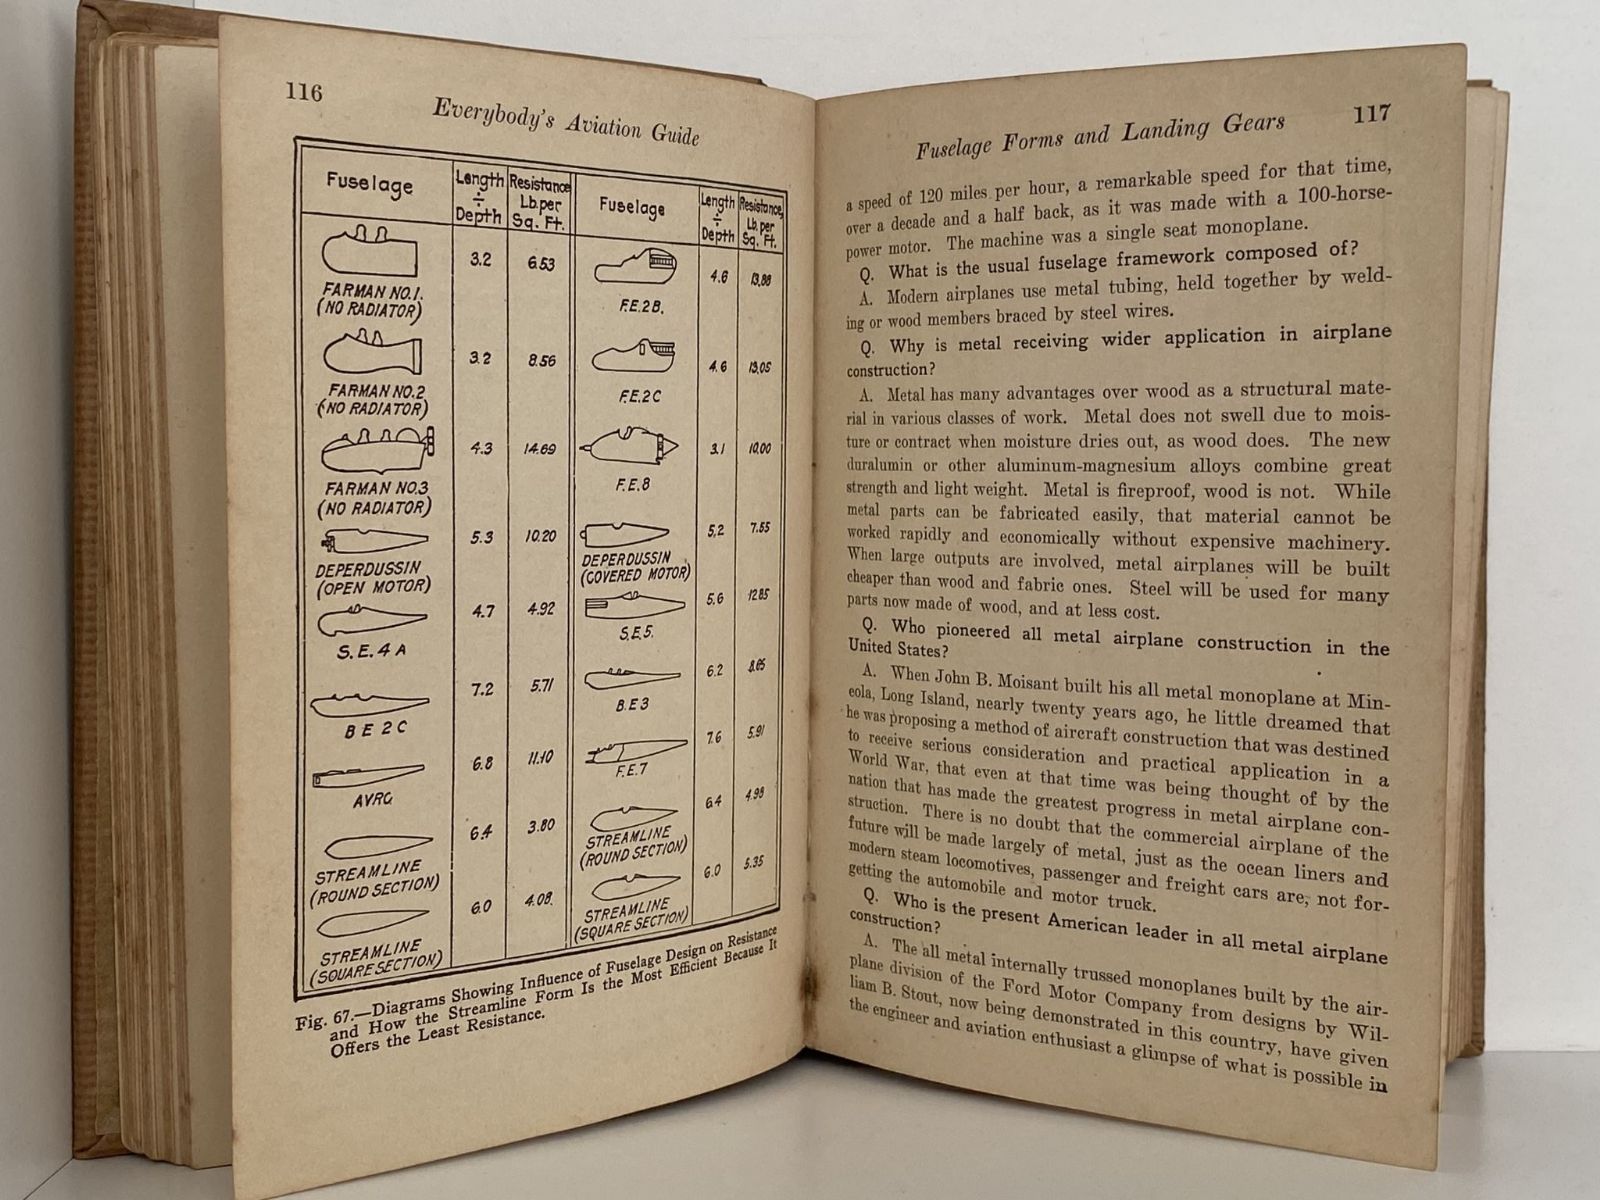 116
Everybody's Aviation Guide
Fuselage Length ÷ Depth Resistance Lb. per Sq. Ft.
FARMAN NO.1. (NO RADIATOR) 3.2 6.53
FARMAN NO.2 (NO RADIATOR) 3.2 8.56
FARMAN NO.3 (NO RADIATOR) 4.3 14.69
DEPERDUSSIN (OPEN MOTOR) 5.3 10.20
S.E.4A 4.7 4.92
BE2C 7.2 5.71
AVRO 6.8 11.10
STREAMLINE (ROUND SECTION) 6.4 3.80
STREAMLINE (SQUARE SECTION) 6.0 4.08
Fuselage Length ÷ Depth Resistance Lb. per Sq. Ft.
F.E.2B. 4.6
F.E.2C 4.6 13.05
F.E.8 3.1 10.00
DEPERDUSSIN (COVERED MOTOR) 5.2 7.55
S.E.5. 5.6 12.85
B.E3 6.2 8.65
F.E.7 7.6 5.91
STREAMLINE (ROUND SECTION) 6.4 4.98
STREAMLINE (SQUARE SECTION) 6.0 5.35
Fig. 67.—Diagrams Showing Influence of Fuselage Design on Resistance
and How the Streamline Form Is the Most Efficient Because It
Offers the Least Resistance.
Fuselage Forms and Landing Gears
117
a speed of 120 miles per hour, a remarkable speed for that time,
over a decade and a half back, as it was made with a 100-horse-
power motor. The machine was a single seat monoplane.
Q. What is the usual fuselage framework composed of?
A. Modern airplanes use metal tubing, held together by weld-
ing or wood members braced by steel wires.
Q. Why is metal receiving wider application in airplane
construction?
A. Metal has many advantages over wood as a structural mate-
rial in various classes of work. Metal does not swell due to mois-
ture or contract when moisture dries out, as wood does. The new
duralumin or other aluminum-magnesium alloys combine great
strength and light weight. Metal is fireproof, wood is not. While
metal parts can be fabricated easily, that material cannot be
worked rapidly and economically without expensive machinery.
When large outputs are involved, metal airplanes will be built
cheaper than wood and fabric ones. Steel will be used for many
parts now made of wood, and at less cost.
Q. Who pioneered all metal airplane construction in the
United States?
A. When John B. Moisant built his all metal monoplane at Min-
eola, Long Island, nearly twenty years ago, he little dreamed that
he was proposing a method of aircraft construction that was destined
to receive serious consideration and practical application in a
World War, that even at that time was being thought of by the
nation that has made the greatest progress in metal airplane con-
struction. There is no doubt that the commercial airplane of the
future will be made largely of metal, just as the ocean liners and
modern steam locomotives, passenger and freight cars are, not for-
getting the automobile and motor truck.
Q. Who is the present American leader in all metal airplane
construction?
A. The all metal internally trussed monoplanes built by the air-
plane division of the Ford Motor Company from designs by Wil-
liam B. Stout, now being demonstrated in this country, have given
the engineer and aviation enthusiast a glimpse of what is possible in